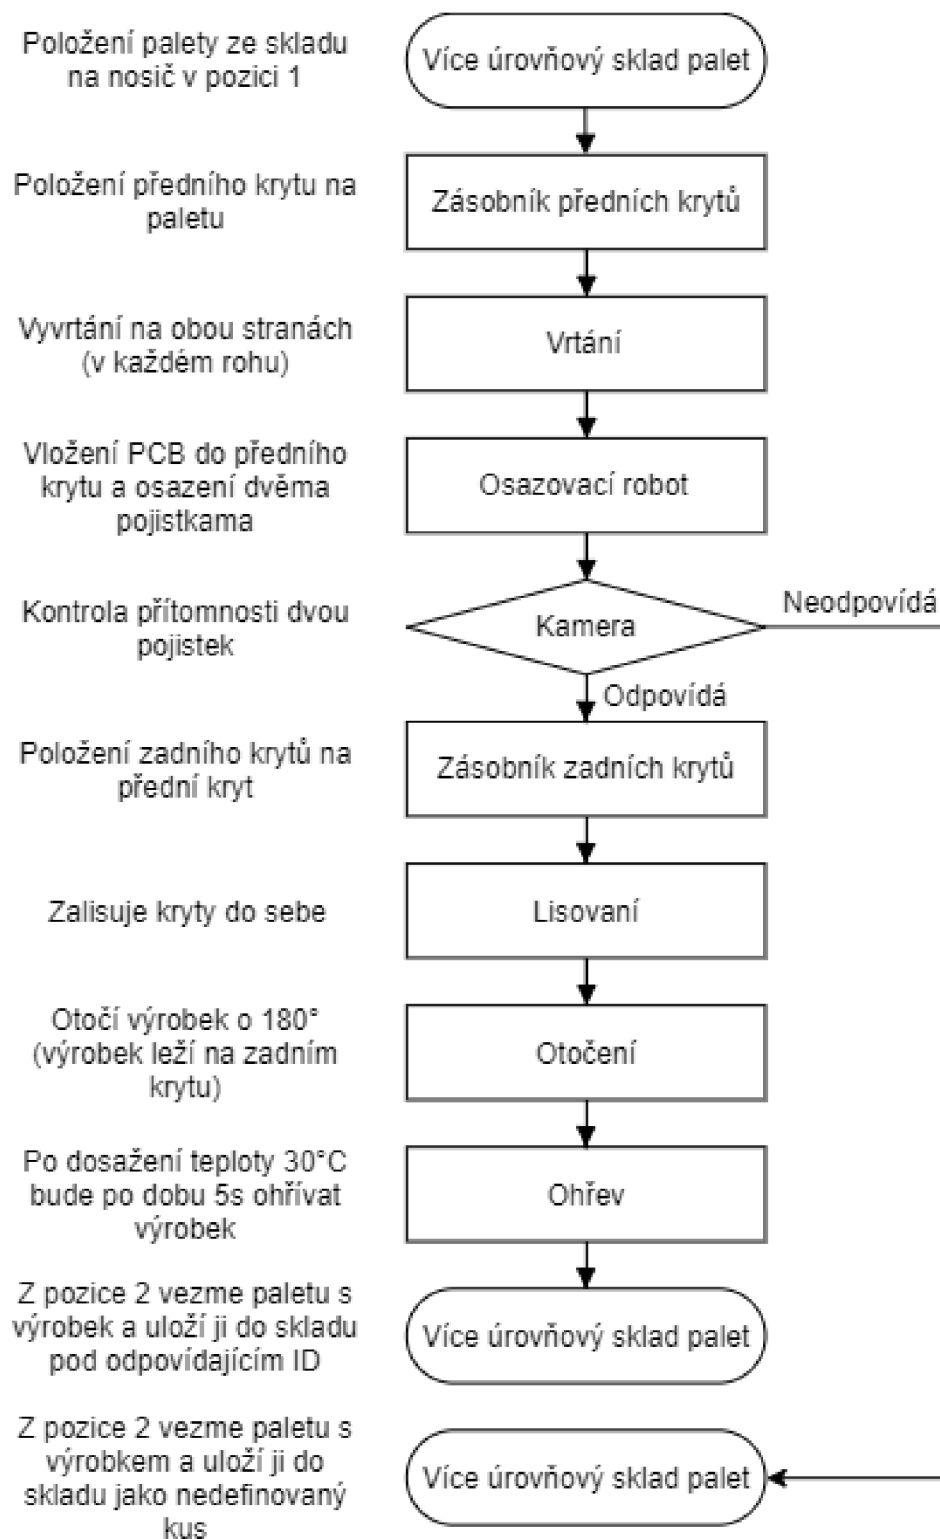 Položení palety ze skladu
na nosič v pozici 1
Více úrovňový sklad palet
Položení předního krytu na
paletu
Zásobník předních krytů
Vyvrtání na obou stranách
(v každém rohu)
Vrtání
Vložení PCB do předního
krytu a osazení dvěma
pojistkama
Osazovací robot
Kontrola přítomnosti dvou
pojistek
Kamera
Neodpovídá
Odpovídá
Položení zadního krytů na
přední kryt
Zásobník zadních krytů
Zalisuje kryty do sebe
Lisovaní
Otočí výrobek o 180°
(výrobek leží na zadním
krytu)
Otočení
Po dosažení teploty 30°C
bude po dobu 5s ohřívat
výrobek
Ohřev
Z pozice 2 vezme paletu s
výrobek a uloží ji do skladu
pod odpovídajícím ID
Více úrovňový sklad palet
Z pozice 2 vezme paletu s
výrobkem a uloží ji do
skladu jako nedefinovaný
kus
Více úrovňový sklad palet